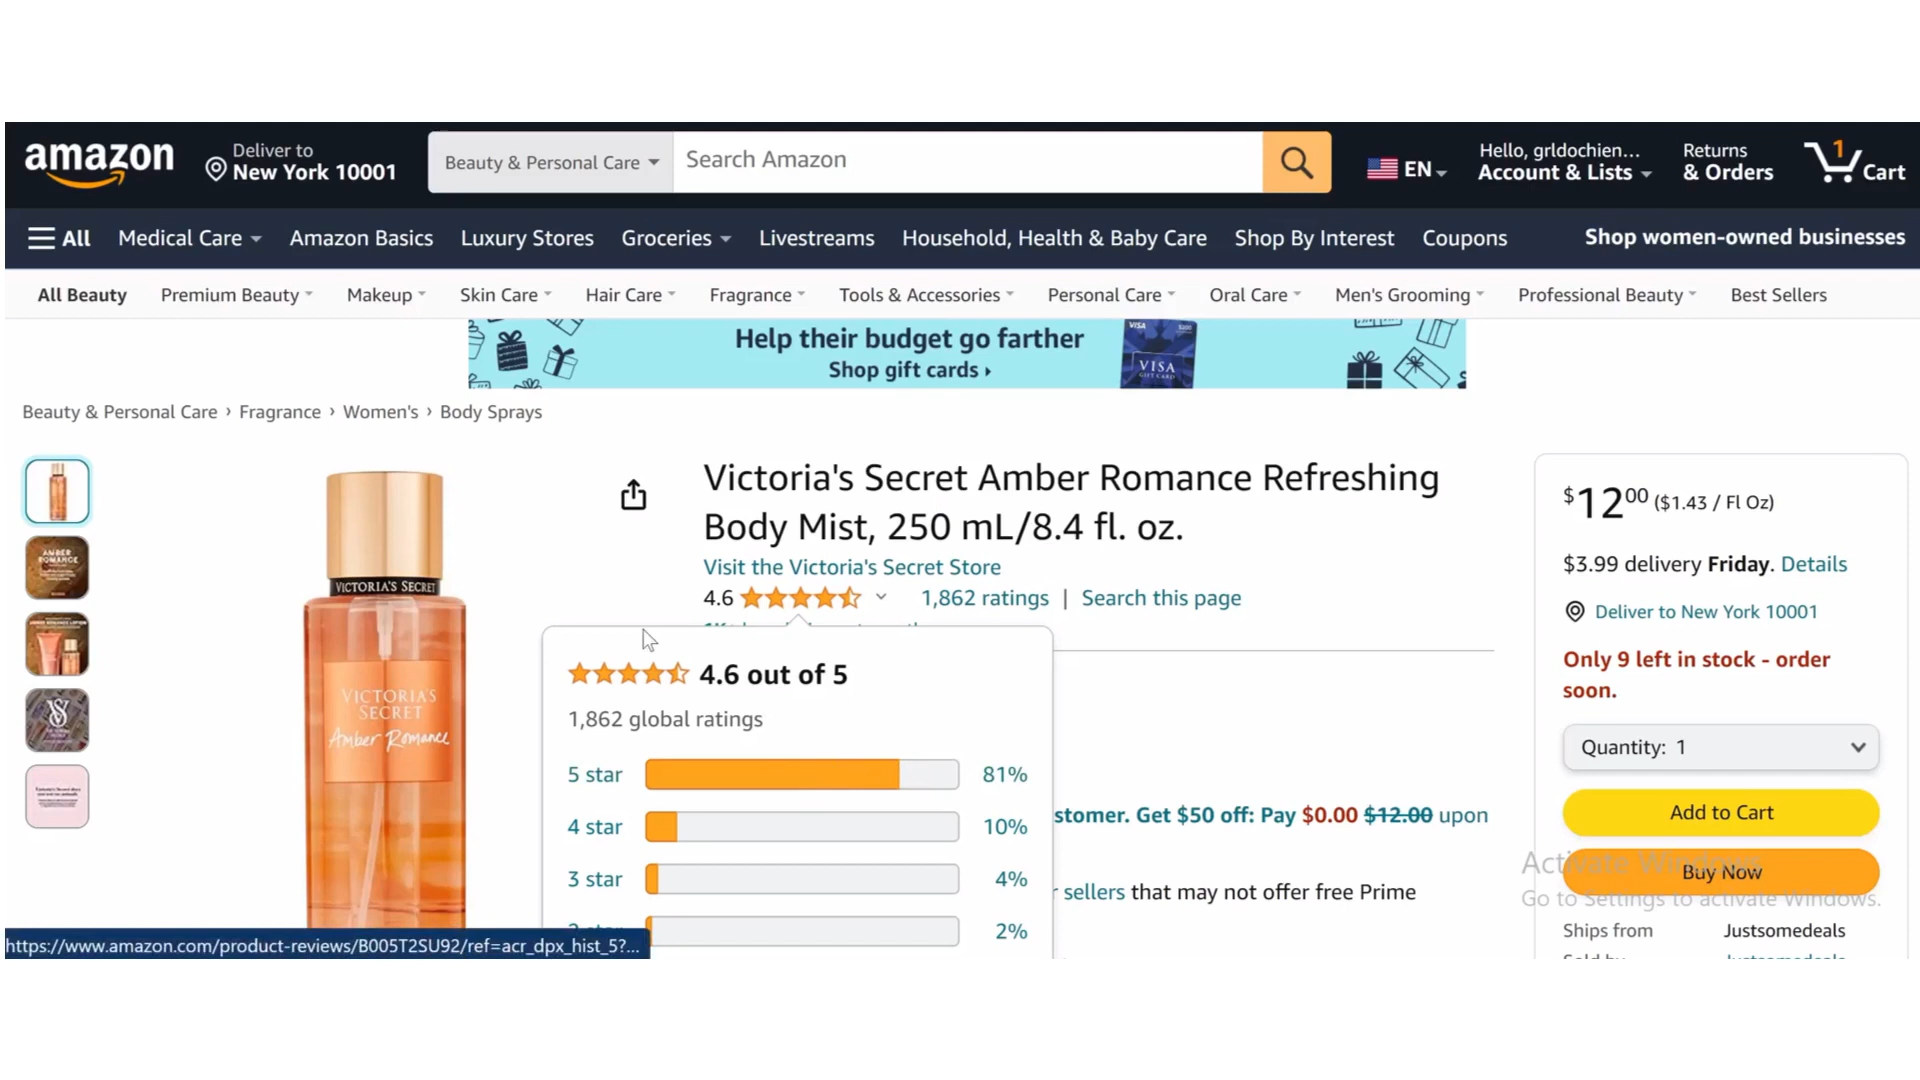 amazon
Deliver to
New York 10001
Beauty & Personal Care
Search Amazon
EN
Hello, grldochien...
Account & Lists
Returns
& Orders
1
Cart
All
Medical Care
Amazon Basics
Luxury Stores
Groceries
Livestreams
Household, Health & Baby Care
Shop By Interest
Coupons
Shop women-owned businesses
All Beauty
Premium Beauty
Makeup
Skin Care
Hair Care
Fragrance
Tools & Accessories
Personal Care
Oral Care
Men's Grooming
Professional Beauty
Best Sellers
Help their budget go farther
Shop gift cards ›
VISA
VISA
GIFT CARD
Beauty & Personal Care › Fragrance › Women's › Body Sprays
AMBER
ROMANCE
VS
VICTORIA'S SECRET
VICTORIA'S
SECRET
Amber Romance
Victoria's Secret Amber Romance Refreshing
Body Mist, 250 mL/8.4 fl. oz.
Visit the Victoria's Secret Store
4.6
1,862 ratings | Search this page
4.6 out of 5
1,862 global ratings
5 star 81%
4 star 10%
3 star 4%
2%
stomer. Get $50 off: Pay $0.00 $12.00 upon
sellers that may not offer free Prime
$1200 ($1.43 / Fl Oz)
$3.99 delivery Friday. Details
Deliver to New York 10001
Only 9 left in stock - order
soon.
Quantity: 1
Add to Cart
Buy Now
Activate Windows
Go to Settings to activate Windows.
Ships from Justsomedeals
https://www.amazon.com/product-reviews/B005T2SU92/ref=acr_dpx_hist_5?...